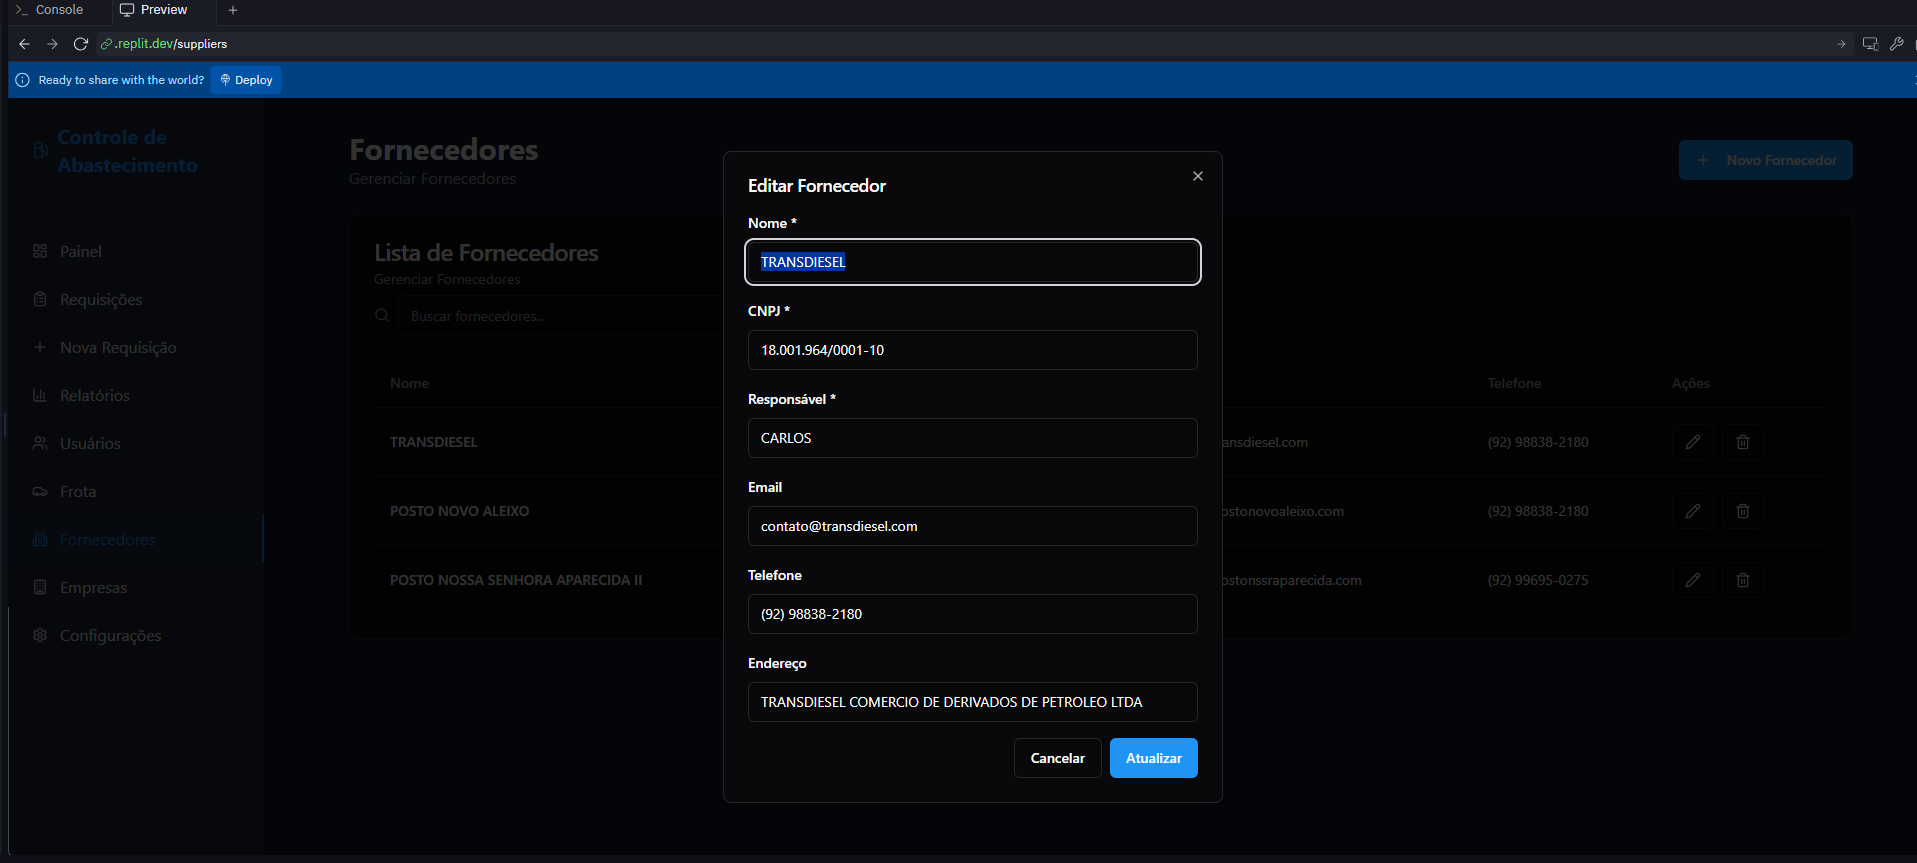 Console
Preview
.replit.dev/suppliers
Ready to share with the world?
Deploy
Controle de
Abastecimento
Painel
Requisições
Nova Requisição
Relatórios
Usuários
Frota
Fornecedores
Empresas
Configurações
Fornecedores
Gerenciar Fornecedores
Novo Fornecedor
Lista de Fornecedores
Gerenciar Fornecedores
Buscar fornecedores...
Nome
Telefone
Ações
TRANSDIESEL
ansdiesel.com
(92) 98838-2180
POSTO NOVO ALEIXO
ostonovoaleixo.com
(92) 98838-2180
POSTO NOSSA SENHORA APARECIDA II
ostonssraparecida.com
(92) 99695-0275
Editar Fornecedor
Nome *
TRANSDIESEL
CNPJ *
18.001.964/0001-10
Responsável *
CARLOS
Email
contato@transdiesel.com
Telefone
(92) 98838-2180
Endereço
TRANSDIESEL COMERCIO DE DERIVADOS DE PETROLEO LTDA
Cancelar
Atualizar